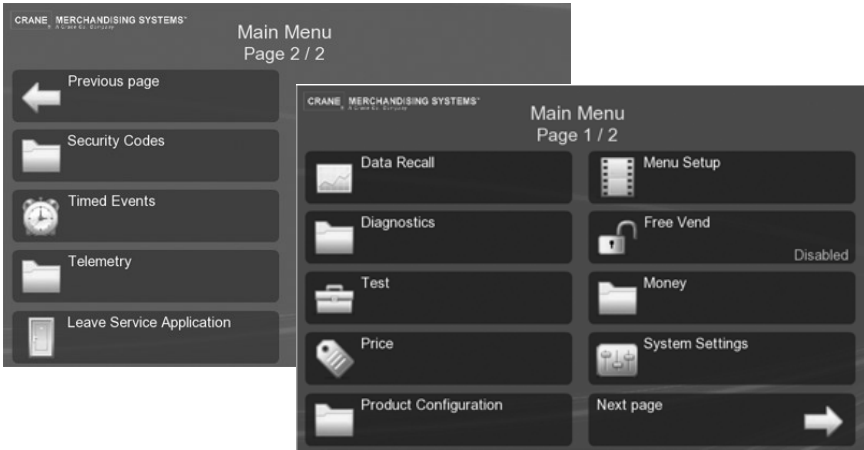 CRANE MERCHANDISING SYSTEMS
Main Menu
Page 2 / 2
Previous page
Security Codes
Timed Events
Telemetry
Leave Service Application
CRANE MERCHANDISING SYSTEMS
Main Menu
Page 1 / 2
Data Recall
Menu Setup
Diagnostics
Free Vend
Disabled
Test
Money
Price
System Settings
Product Configuration
Next page